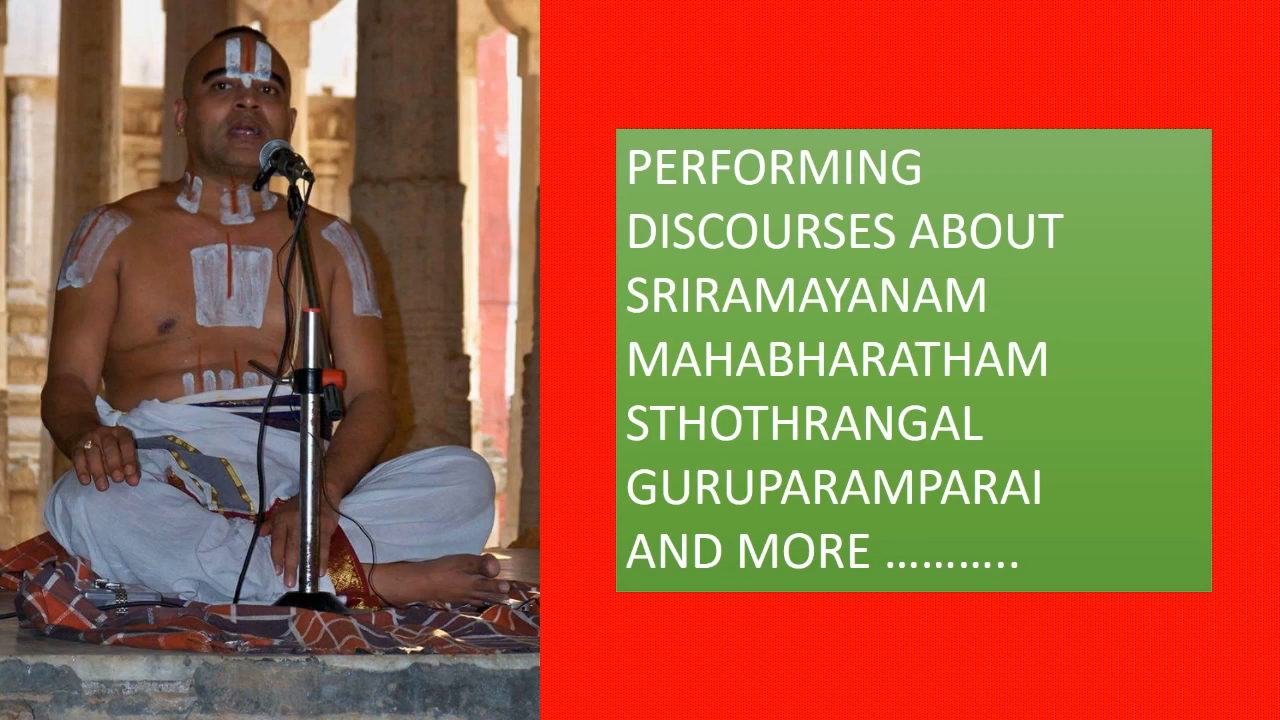 PERFORMING
DISCOURSES ABOUT
SRIRAMAYANAM
MAHABHARATHAM
STHOTHRANGAL
GURUPARAMPARAI
AND MORE ………..